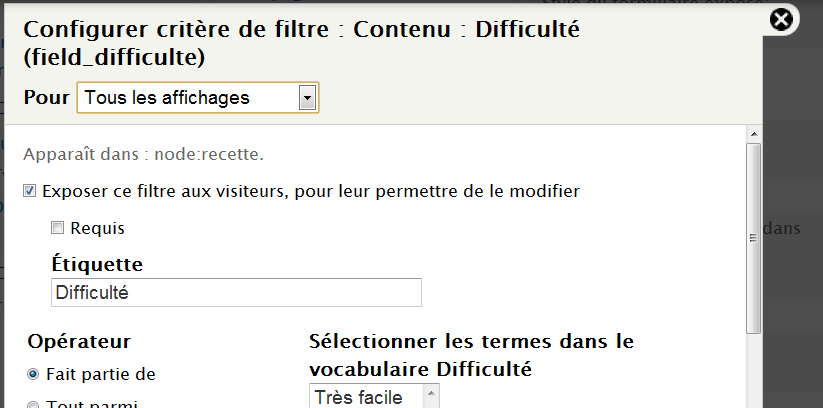 Configurer critère de filtre : Contenu : Difficulté
(field_difficulte)
Pour Tous les affichages
Apparaît dans : node:recette.
Exposer ce filtre aux visiteurs, pour leur permettre de le modifier
Requis
dans
Étiquette
Difficulté
Opérateur
Sélectionner les termes dans le
vocabulaire Difficulté
Fait partie de
Très facile
Tout parmi